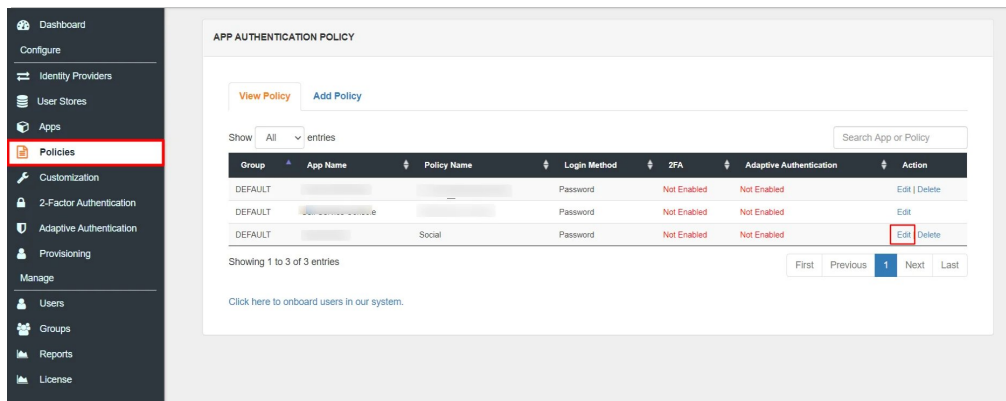 Dashboard
Configure
Identity Providers
User Stores
Apps
Policies
Customization
2-Factor Authentication
Adaptive Authentication
Provisioning
Manage
Users
Groups
Reports
License
APP AUTHENTICATION POLICY
View Policy Add Policy
Show All entries
Search App or Policy
Group App Name Policy Name Login Method 2FA Adaptive Authentication Action
DEFAULT Password Not Enabled Not Enabled Edit | Delete
DEFAULT Password Not Enabled Not Enabled Edit
DEFAULT Social Password Not Enabled Not Enabled Edit | Delete
Showing 1 to 3 of 3 entries
First Previous 1 Next Last
Click here to onboard users in our system.